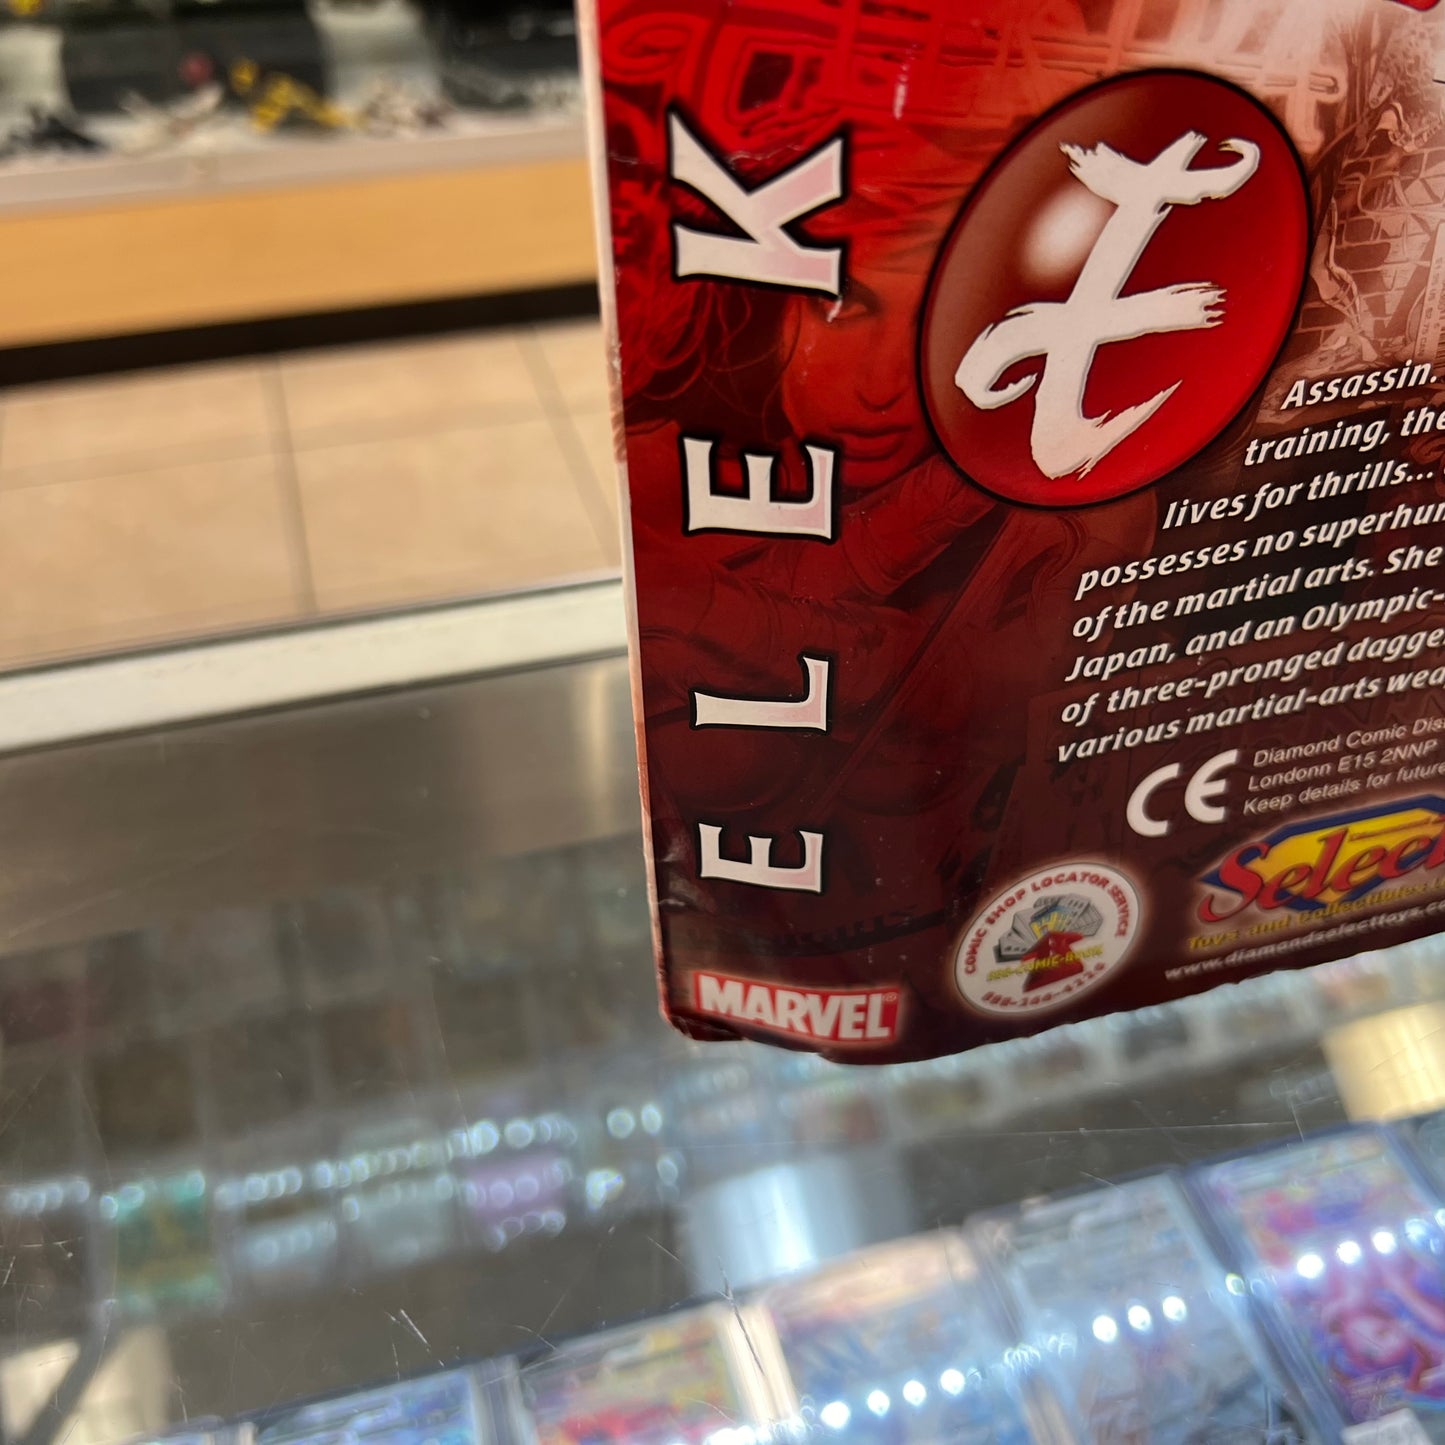 ELEK
Assassin.
training, the
lives for thrills...
possesses no superhu
of the martial arts. She
Japan, and an Olympic-
of three-pronged dagge
various martial-arts wea
CE
Diamond Comic Dis
Londonn E15 2NNP
Keep details for future
COMIC SHOP LOCATOR SERVICE
888-COMIC-BOOK
888-266-4226
Select
Toys and Collectibles
www.diamondselecttoys.co
MARVEL®